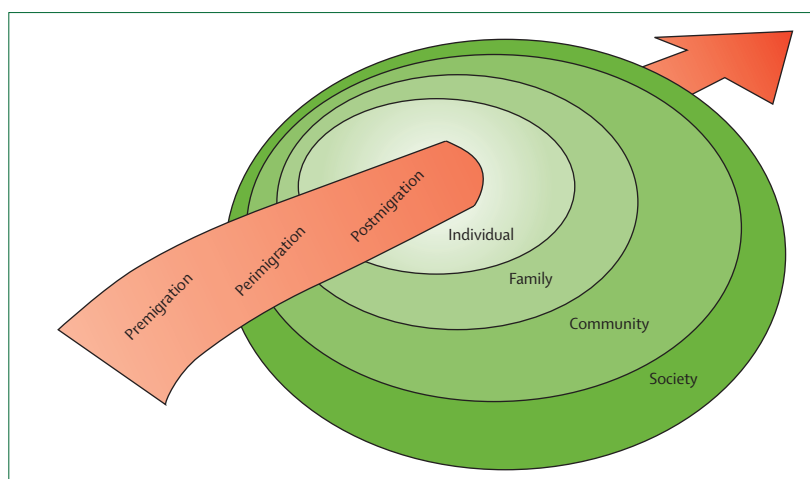 Premigration
Perimigration
Postmigration
Individual
Family
Community
Society